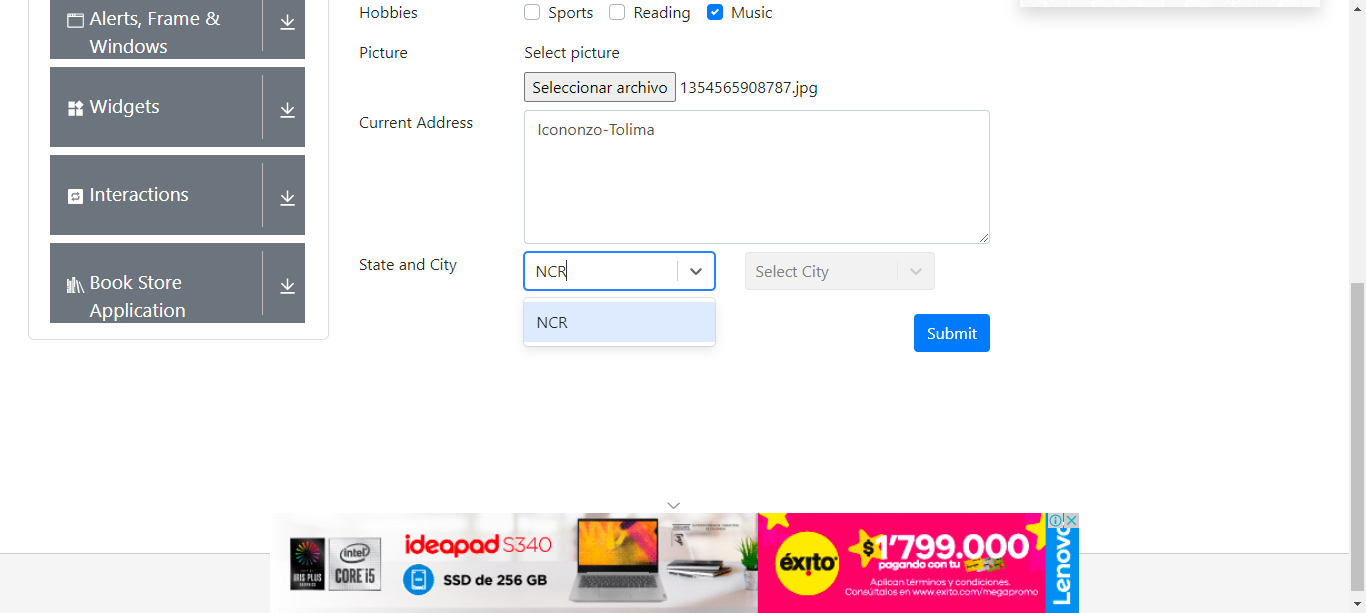 Alerts, Frame &
Windows
Widgets
Interactions
Book Store
Application
Hobbies
Sports
Reading
Music
Picture
Select picture
Seleccionar archivo 1354565908787.jpg
Current Address
Icononzo-Tolima
State and City
NCR
Select City
NCR
Submit
IRIS PLUS
GRAPHICS
intel
CORE i5
ideapad S340
SSD de 256 GB
éxito
$1'799.000
pagando con tu
Aplican términos y condiciones.
Consúltalos en www.exito.com/megapromo
Lenovo